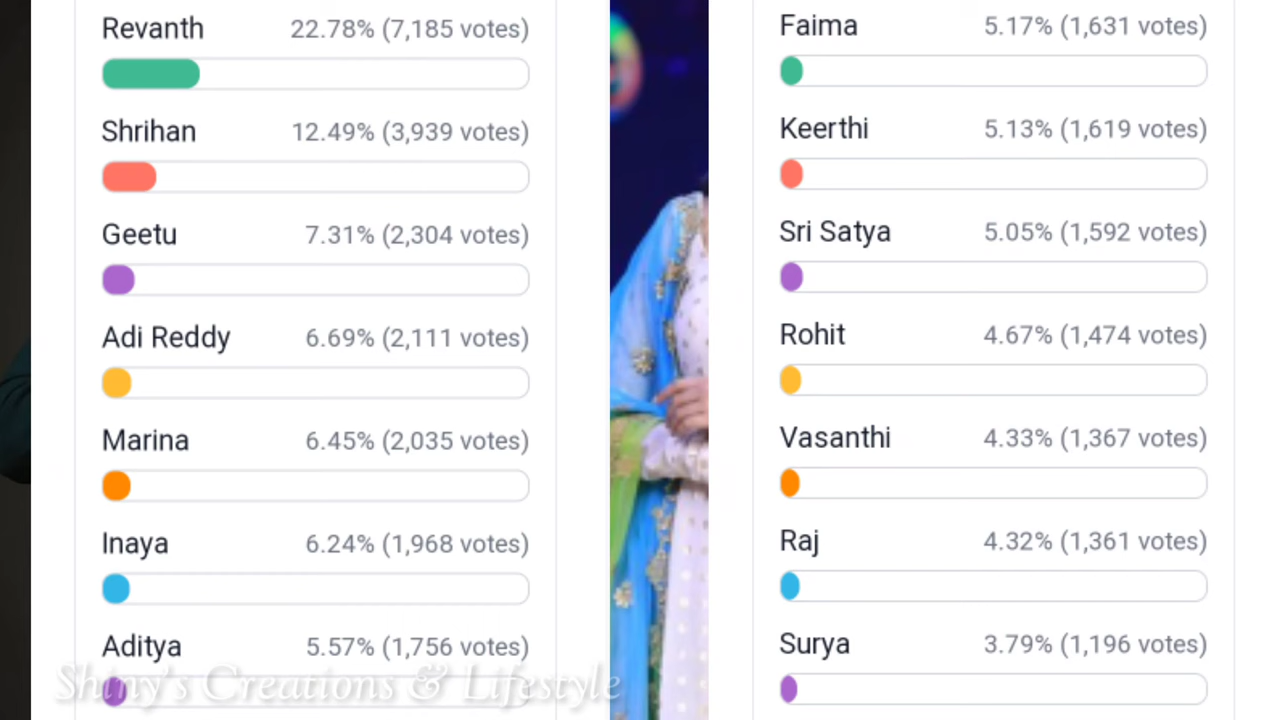 Revanth 22.78% (7,185 votes)
Shrihan 12.49% (3,939 votes)
Geetu 7.31% (2,304 votes)
Adi Reddy 6.69% (2,111 votes)
Marina 6.45% (2,035 votes)
Inaya 6.24% (1,968 votes)
Aditya 5.57% (1,756 votes)
Shiny's Creations & Lifestyle
Faima 5.17% (1,631 votes)
Keerthi 5.13% (1,619 votes)
Sri Satya 5.05% (1,592 votes)
Rohit 4.67% (1,474 votes)
Vasanthi 4.33% (1,367 votes)
Raj 4.32% (1,361 votes)
Surya 3.79% (1,196 votes)